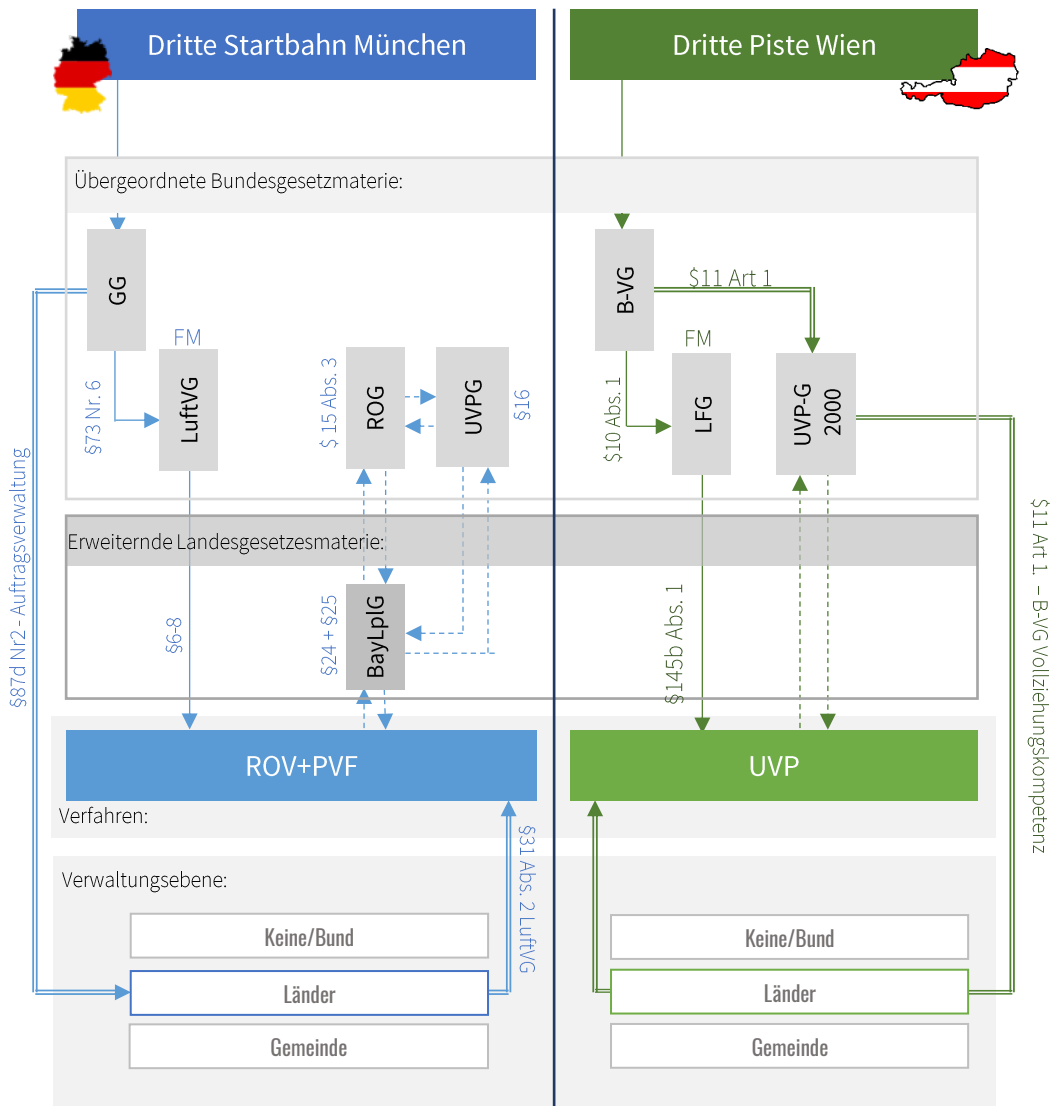 Dritte Startbahn München
Dritte Piste Wien
Übergeordnete Bundesgesetzmaterie:
GG
§73 Nr. 6
FM
LuftVG
$ 15 Abs. 3
ROG
UVPG
§16
B-VG
$11 Art 1
$10 Abs. 1
FM
LFG
UVP-G
2000
§87d Nr2 - Auftragsverwaltung
$11 Art 1. – B-VG Vollziehungskompetenz
Erweiternde Landesgesetzesmaterie:
§6-8
§24 + §25
BayLplG
§145b Abs. 1
ROV+PVF
UVP
Verfahren:
§31 Abs. 2 LuftVG
Verwaltungsebene:
Keine/Bund
Länder
Gemeinde
Keine/Bund
Länder
Gemeinde